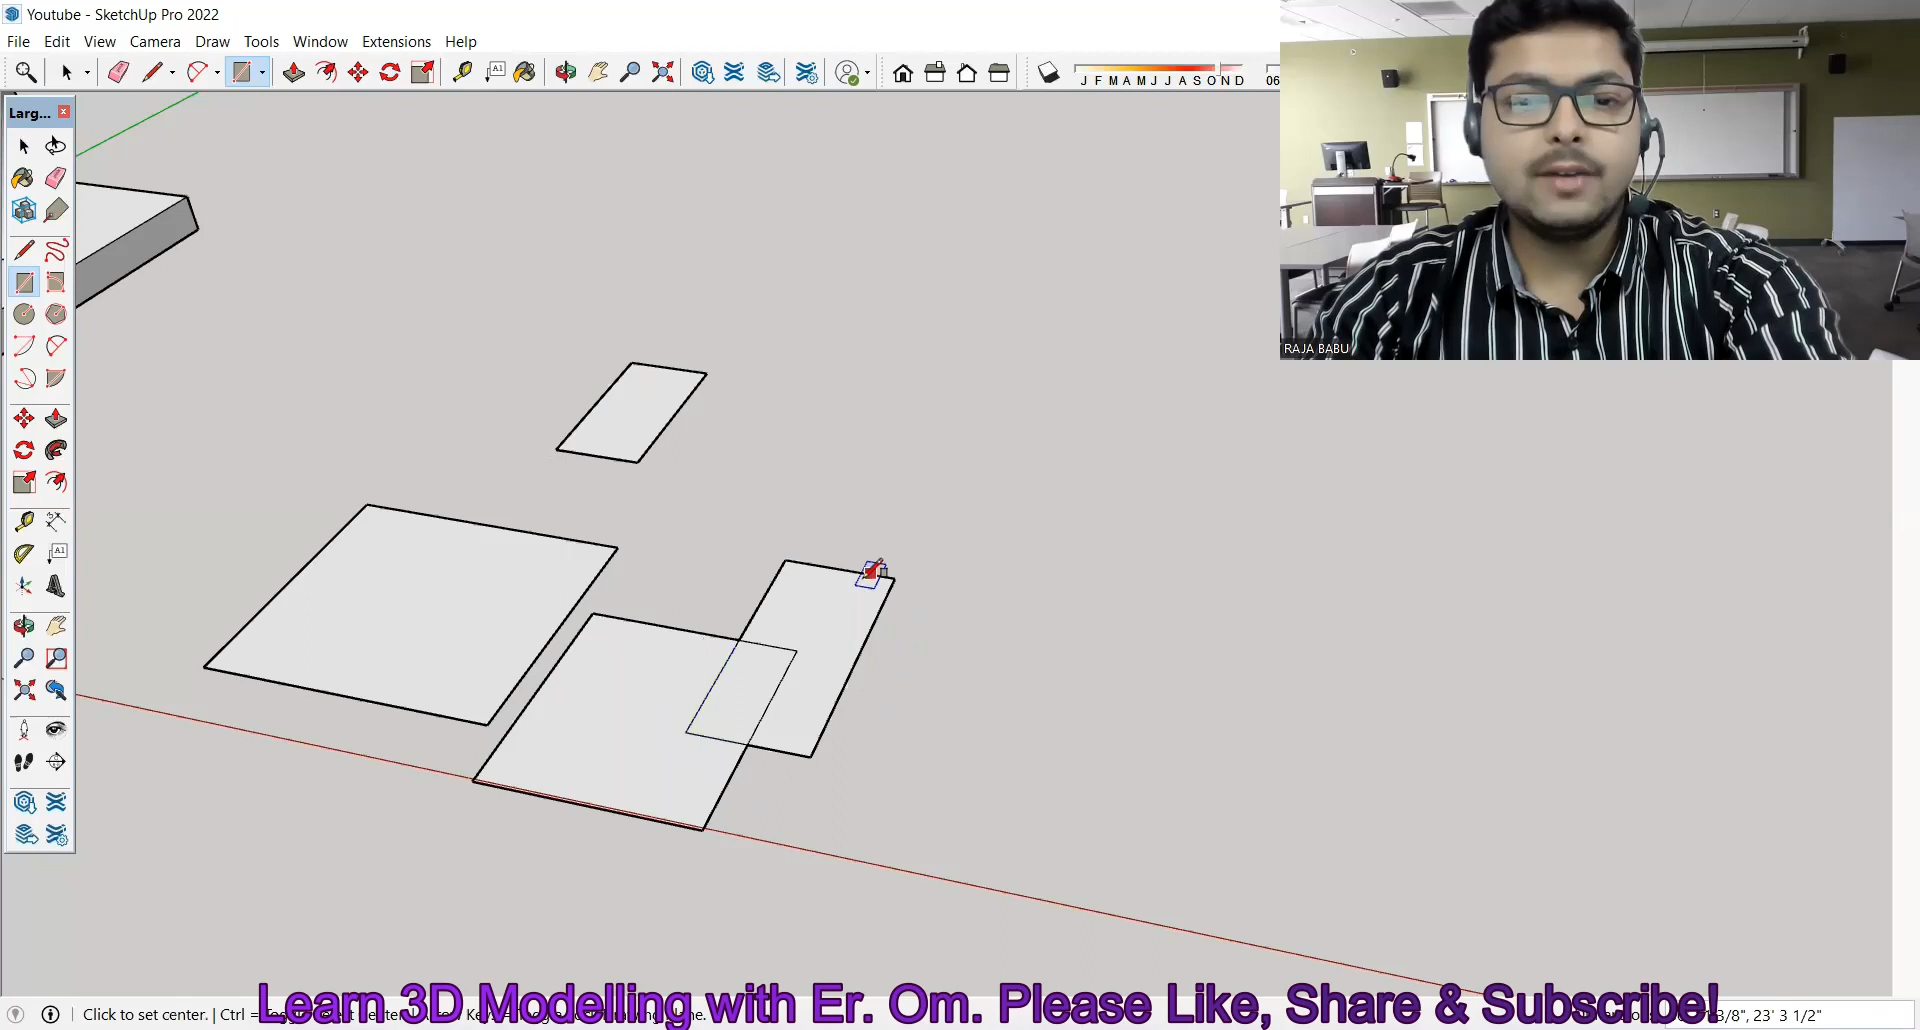 Youtube - SketchUp Pro 2022
File Edit View Camera Draw Tools Window Extensions Help
A1
J F M A M J J A S O N D 06
Larg...
A1
RAJA BABU
Click to set center. | Ctrl =
Learn 3D Modelling with Er. Om. Please Like, Share & Subscribe!
3/8", 23' 3 1/2"